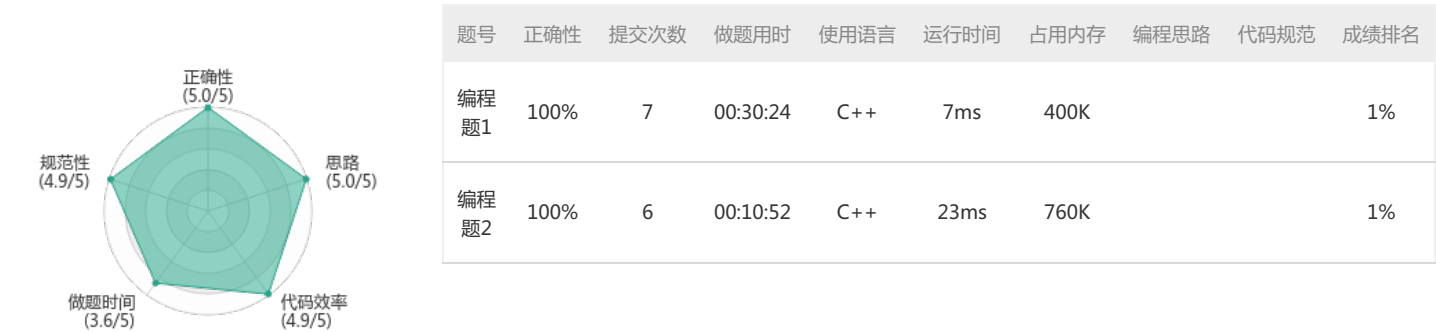 正确性
(5.0/5)
规范性
(4.9/5)
思路
(5.0/5)
做题时间
(3.6/5)
代码效率
(4.9/5)
题号 正确性 提交次数 做题用时 使用语言 运行时间 占用内存 编程思路 代码规范 成绩排名
编程
题1
100% 7 00:30:24 C++ 7ms 400K 1%
编程
题2
100% 6 00:10:52 C++ 23ms 760K 1%